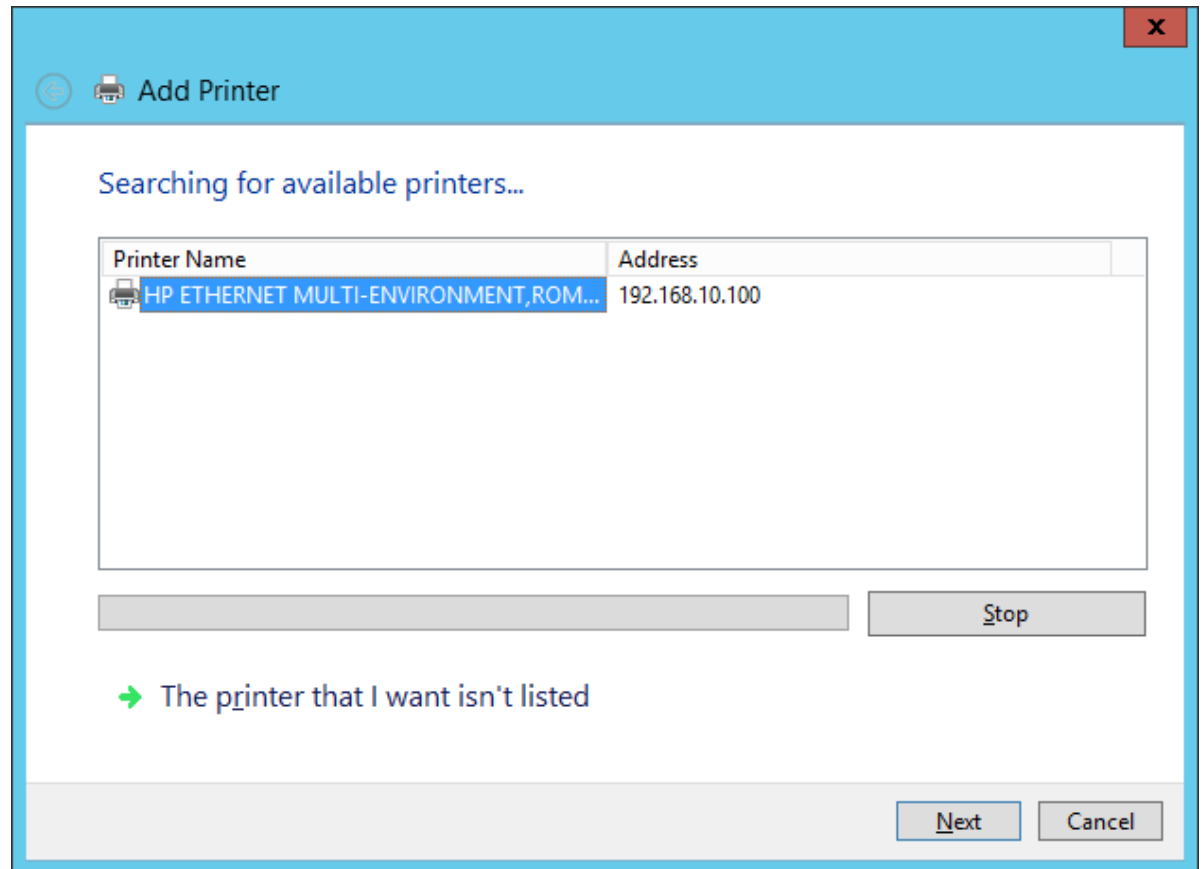 x
Add Printer
Searching for available printers...
Printer Name Address
HP ETHERNET MULTI-ENVIRONMENT,ROM... 192.168.10.100
Stop
The printer that I want isn't listed
Next Cancel